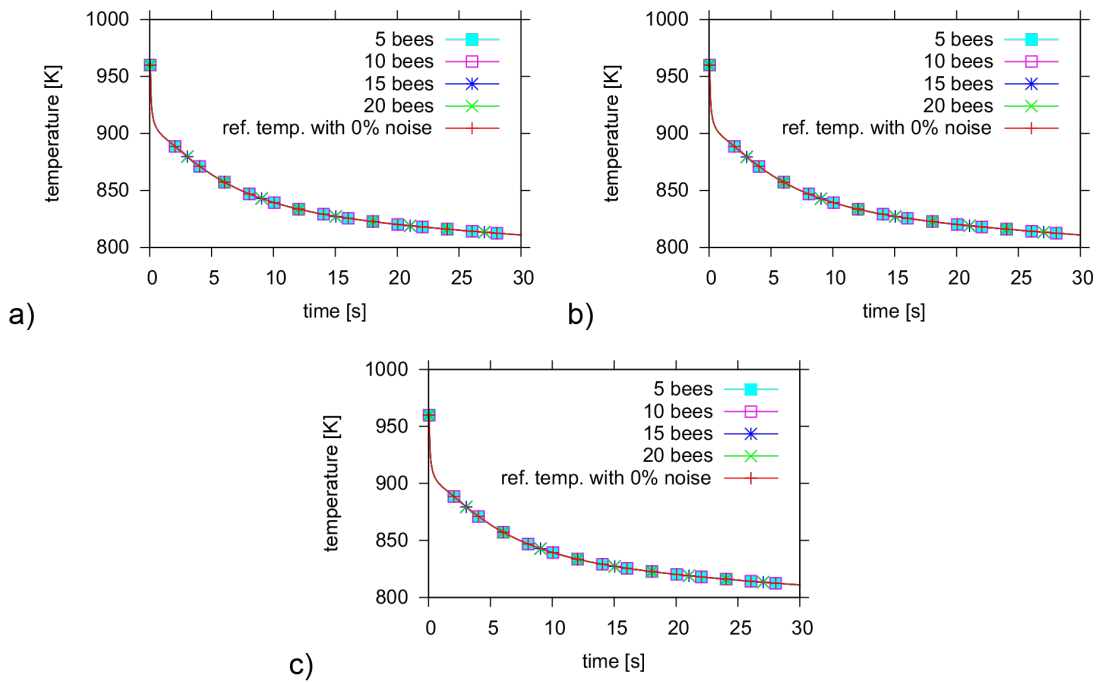 1000
950
900
850
800
temperature [K]
5 bees
10 bees
15 bees
20 bees
ref. temp. with 0% noise
0 5 10 15 20 25 30
time [s]
a)
1000
950
900
850
800
temperature [K]
5 bees
10 bees
15 bees
20 bees
ref. temp. with 0% noise
0 5 10 15 20 25 30
time [s]
b)
1000
950
900
850
800
temperature [K]
5 bees
10 bees
15 bees
20 bees
ref. temp. with 0% noise
0 5 10 15 20 25 30
time [s]
c)